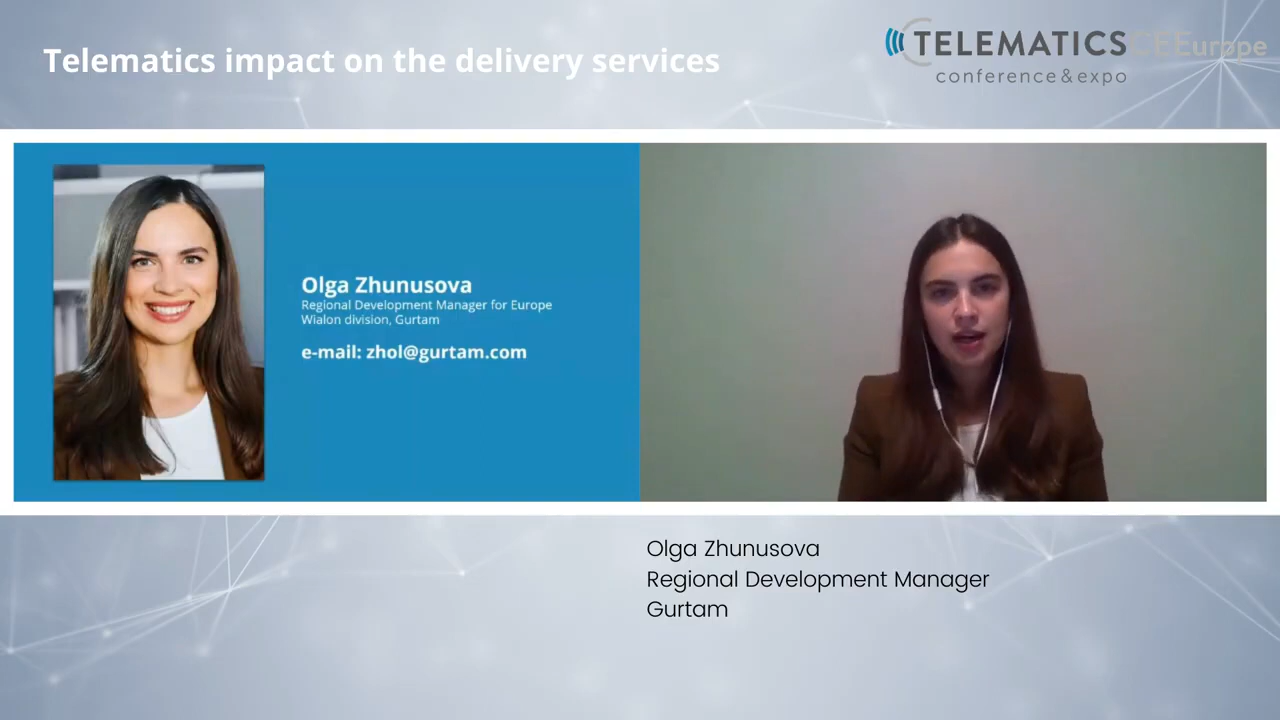 Telematics impact on the delivery services
TELEMATICS CEEurope
conference&expo
Olga Zhunusova
Regional Development Manager for Europe
Wialon division, Gurtam
e-mail: zhol@gurtam.com
Olga Zhunusova
Regional Development Manager
Gurtam